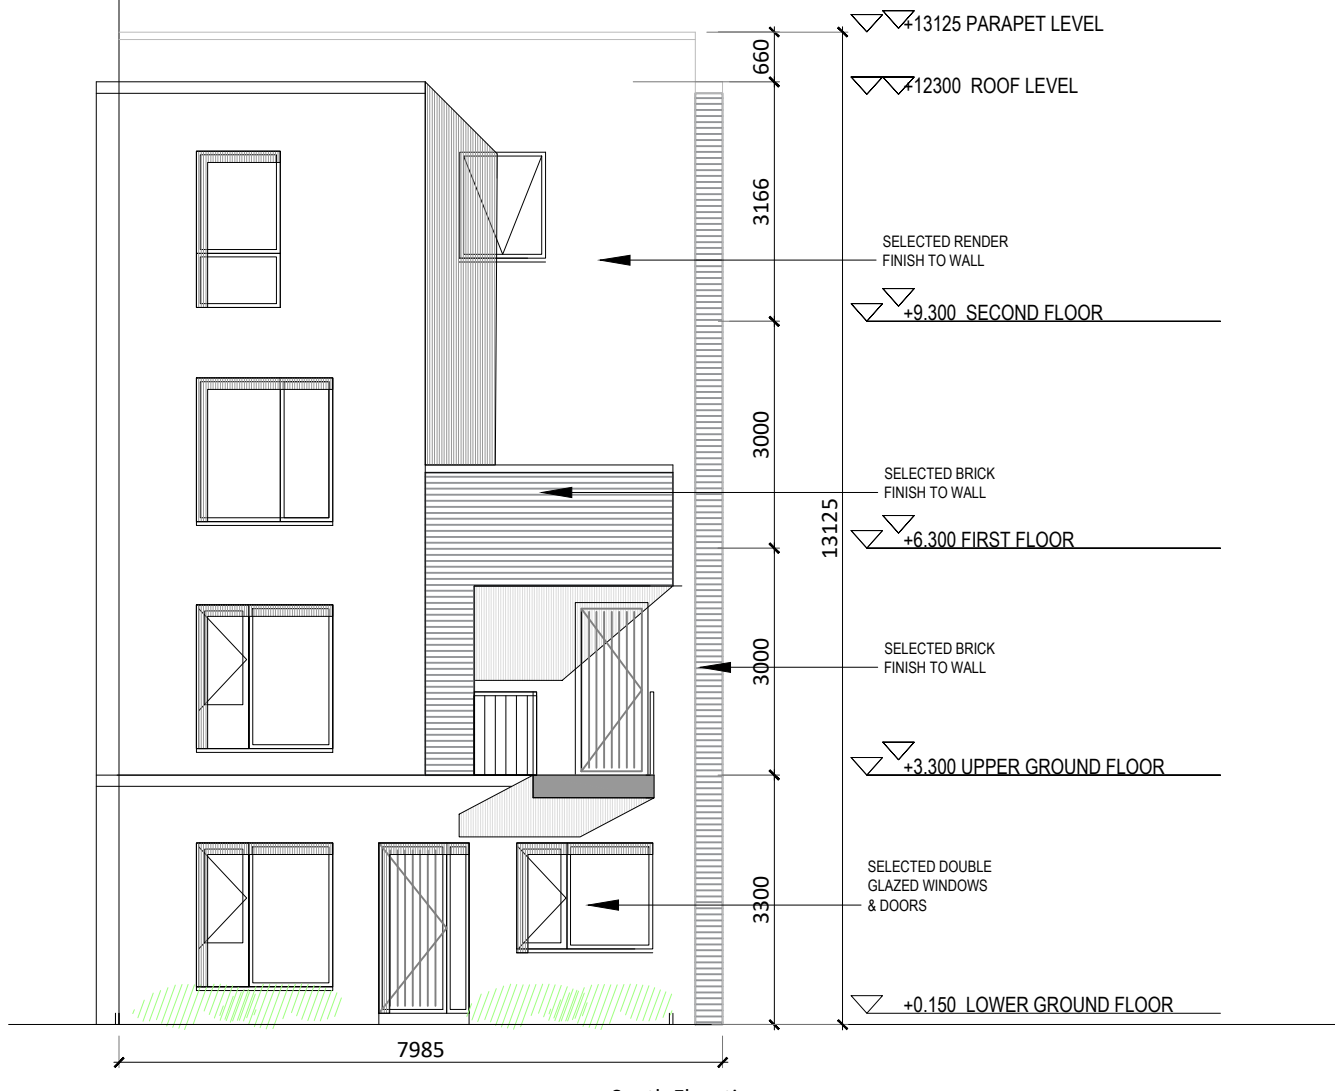 +13125 PARAPET LEVEL
660
+12300 ROOF LEVEL
3166
SELECTED RENDER
FINISH TO WALL
+9.300 SECOND FLOOR
3000
SELECTED BRICK
FINISH TO WALL
13125
+6.300 FIRST FLOOR
3000
SELECTED BRICK
FINISH TO WALL
+3.300 UPPER GROUND FLOOR
SELECTED DOUBLE
GLAZED WINDOWS
& DOORS
3300
+0.150 LOWER GROUND FLOOR
7985